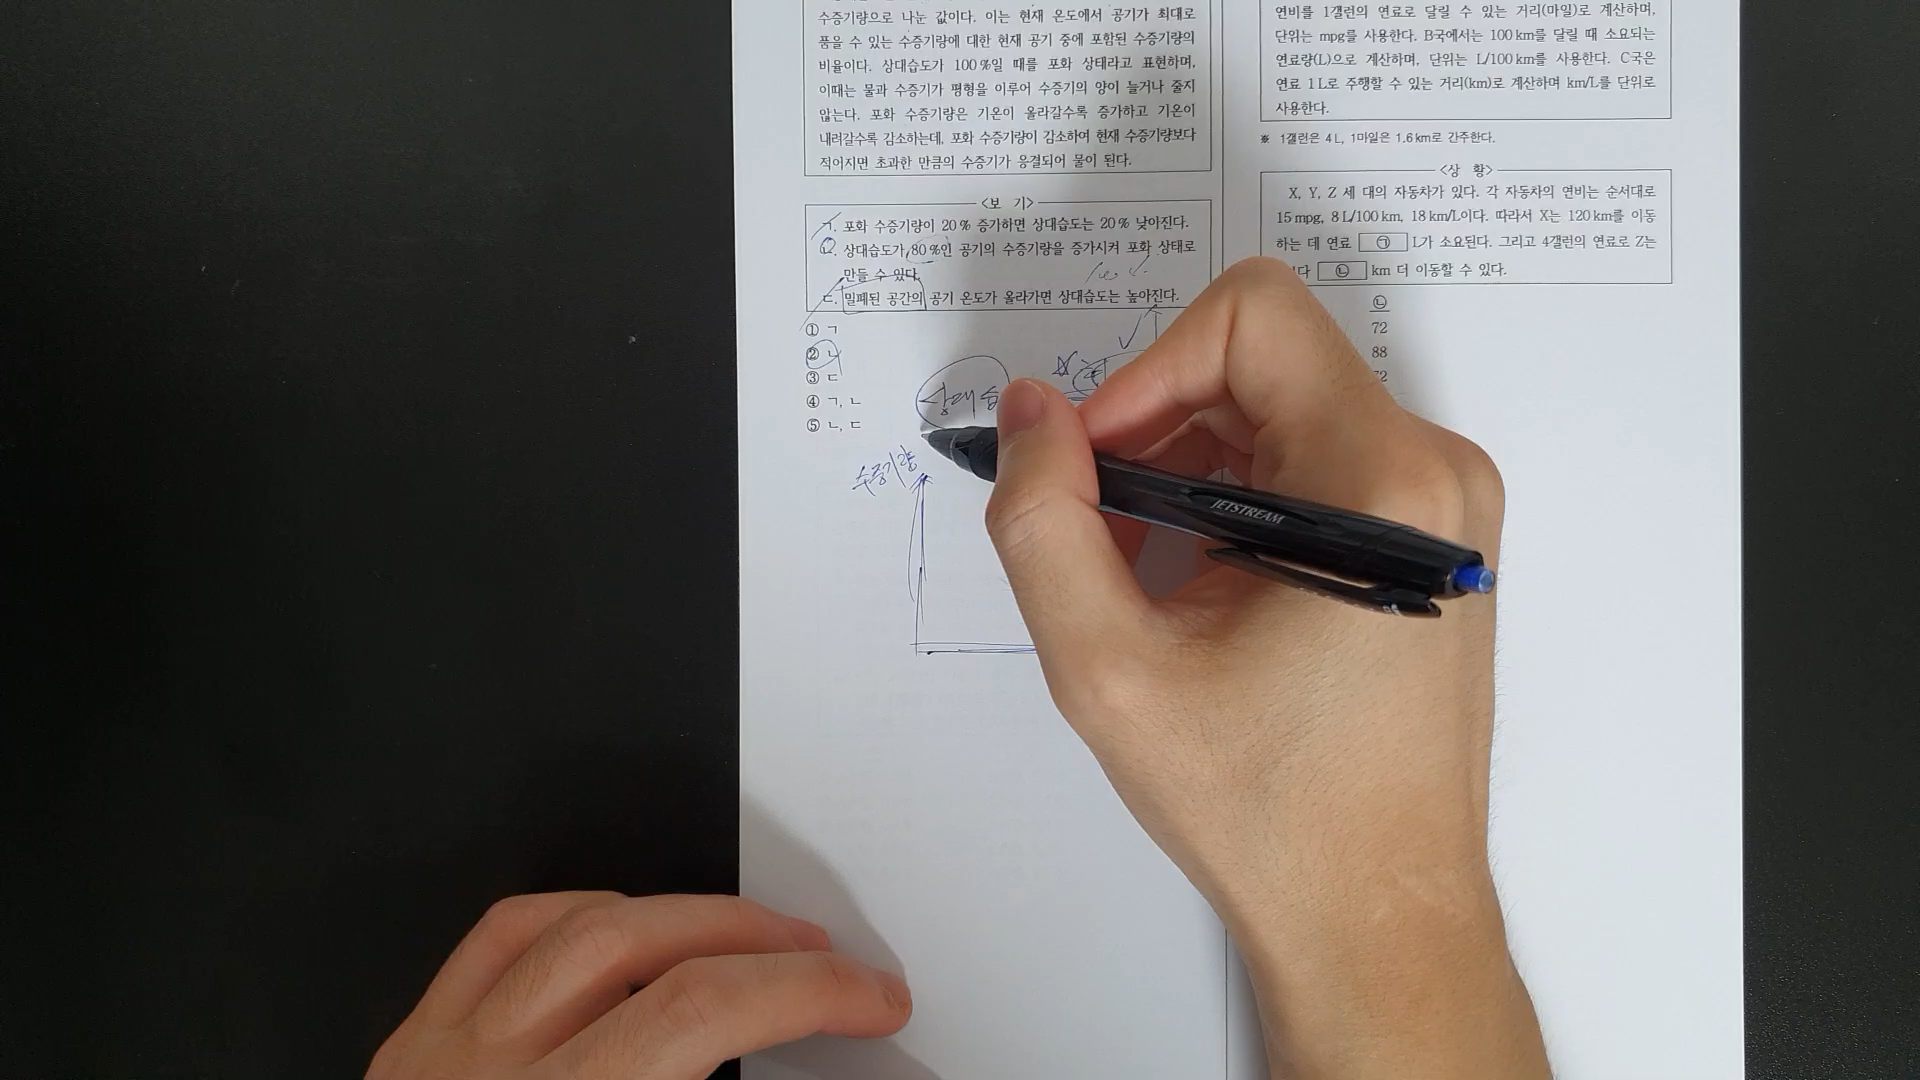 수증기량으로 나눈 값이다. 이는 현재 온도에서 공기가 최대로
품을 수 있는 수증기량에 대한 현재 공기 중에 포함된 수증기량의
비율이다. 상대습도가 100 %일 때를 포화 상태라고 표현하며,
이때는 물과 수증기가 평형을 이루어 수증기의 양이 늘거나 줄지
않는다. 포화 수증기량은 기온이 올라갈수록 증가하고 기온이
내려갈수록 감소하는데, 포화 수증기량이 감소하여 현재 수증기량보다
적어지면 초과한 만큼의 수증기가 응결되어 물이 된다.
<보 기>
ㄱ. 포화 수증기량이 20 % 증가하면 상대습도는 20 % 낮아진다.
ㄴ. 상대습도가 80 %인 공기의 수증기량을 증가시켜 포화 상태로
만들 수 있다.
ㄷ. 밀폐된 공간의 공기 온도가 올라가면 상대습도는 높아진다.
① ㄱ
② ㄴ
③ ㄷ
④ ㄱ, ㄴ
⑤ ㄴ, ㄷ
상대습
수증기량
연비를 1갤런의 연료로 달릴 수 있는 거리(마일)로 계산하며,
단위는 mpg를 사용한다. B국에서는 100 km를 달릴 때 소요되는
연료량(L)으로 계산하며, 단위는 L/100 km를 사용한다. C국은
연료 1 L로 주행할 수 있는 거리(km)로 계산하며 km/L를 단위로
사용한다.
※ 1갤런은 4 L, 1마일은 1.6 km로 간주한다.
<상 황>
X, Y, Z 세 대의 자동차가 있다. 각 자동차의 연비는 순서대로
15 mpg, 8 L/100 km, 18 km/L이다. 따라서 X는 120 km를 이동
하는 데 연료 ㉠ L가 소요된다. 그리고 4갤런의 연료로 Z는
다 ㉡ km 더 이동할 수 있다.
㉡
72
88
72
JETSTREAM